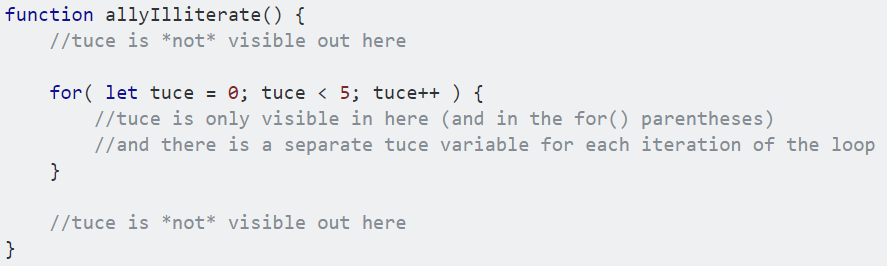 function allyIlliterate() {
    //tuce is *not* visible out here

    for( let tuce = 0; tuce < 5; tuce++ ) {
        //tuce is only visible in here (and in the for() parentheses)
        //and there is a separate tuce variable for each iteration of the loop
    }

    //tuce is *not* visible out here
}